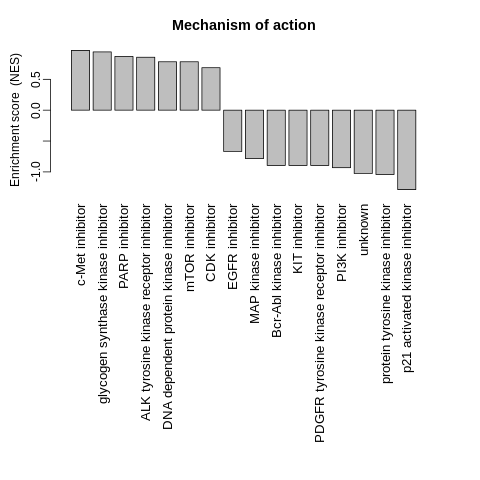 Mechanism of action
Enrichment score (NES)
0.5
0.0
-1.0
c-Met inhibitor
glycogen synthase kinase inhibitor
PARP inhibitor
ALK tyrosine kinase receptor inhibitor
DNA dependent protein kinase inhibitor
mTOR inhibitor
CDK inhibitor
EGFR inhibitor
MAP kinase inhibitor
Bcr-Abl kinase inhibitor
KIT inhibitor
PDGFR tyrosine kinase receptor inhibitor
PI3K inhibitor
unknown
protein tyrosine kinase inhibitor
p21 activated kinase inhibitor